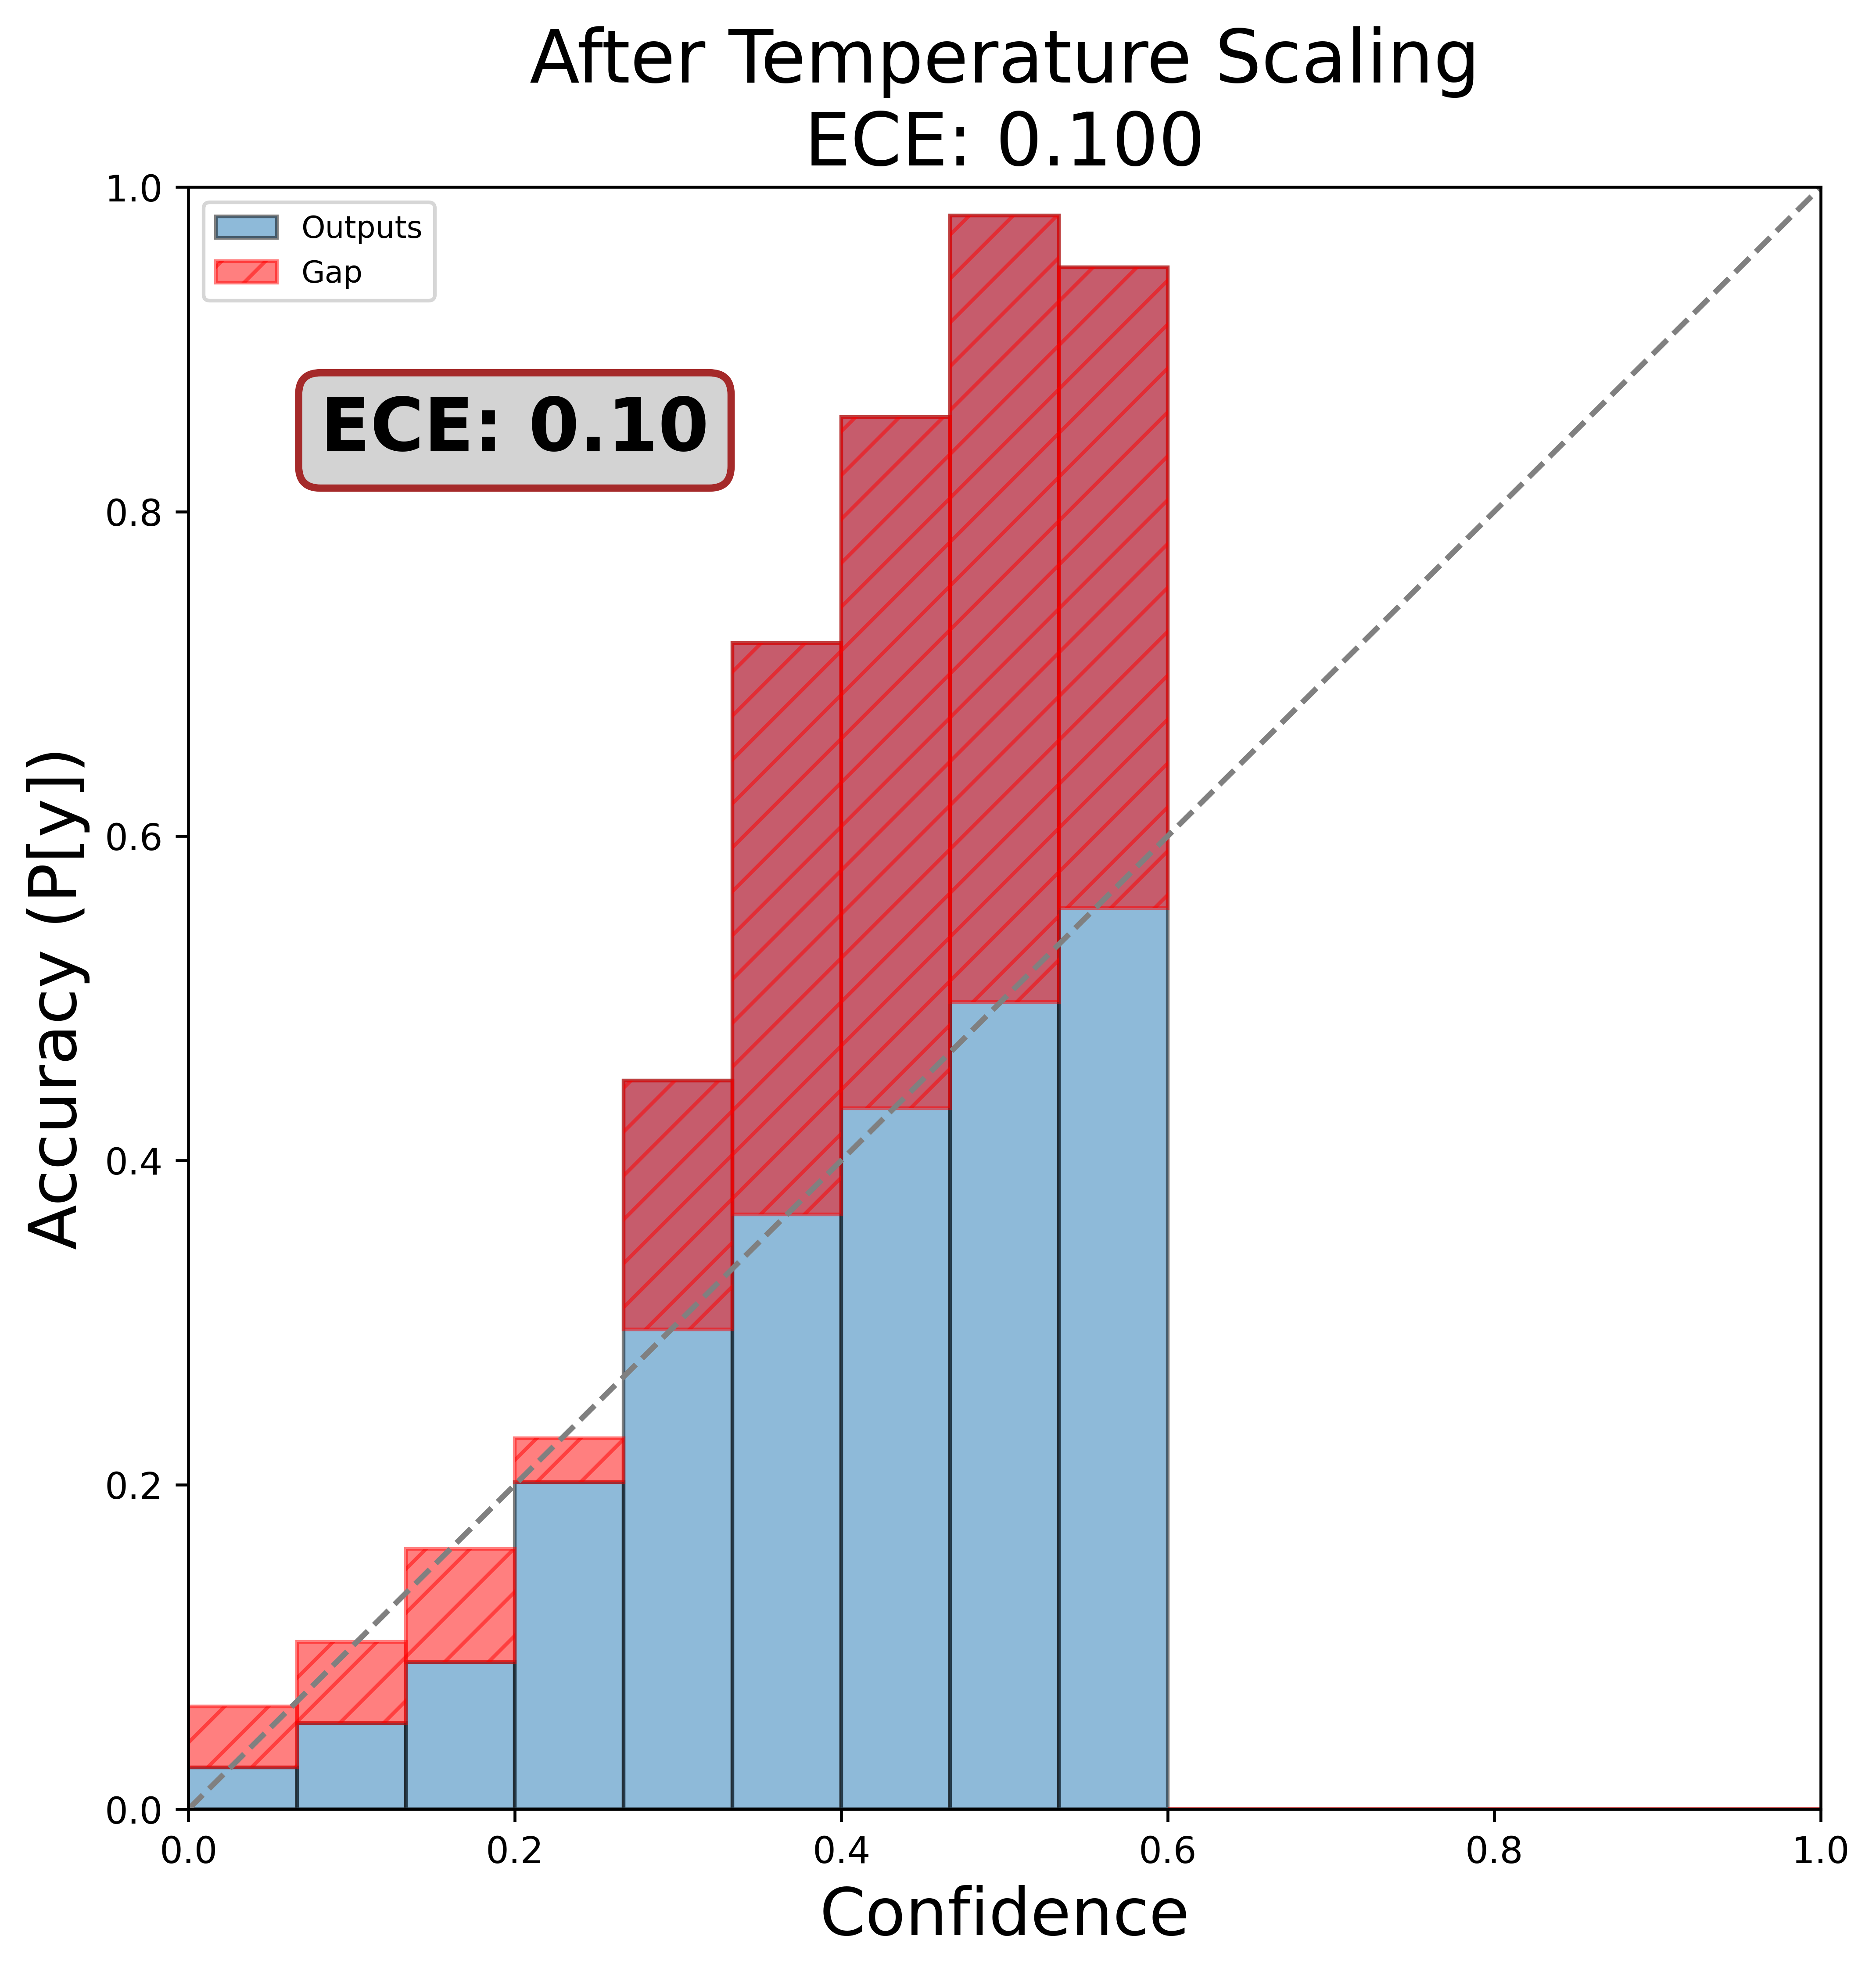 After Temperature Scaling
ECE: 0.100
Outputs
Gap
ECE: 0.10
Accuracy (P[y])
1.0
0.8
0.6
0.4
0.2
0.0
0.0 0.2 0.4 0.6 0.8 1.0
Confidence